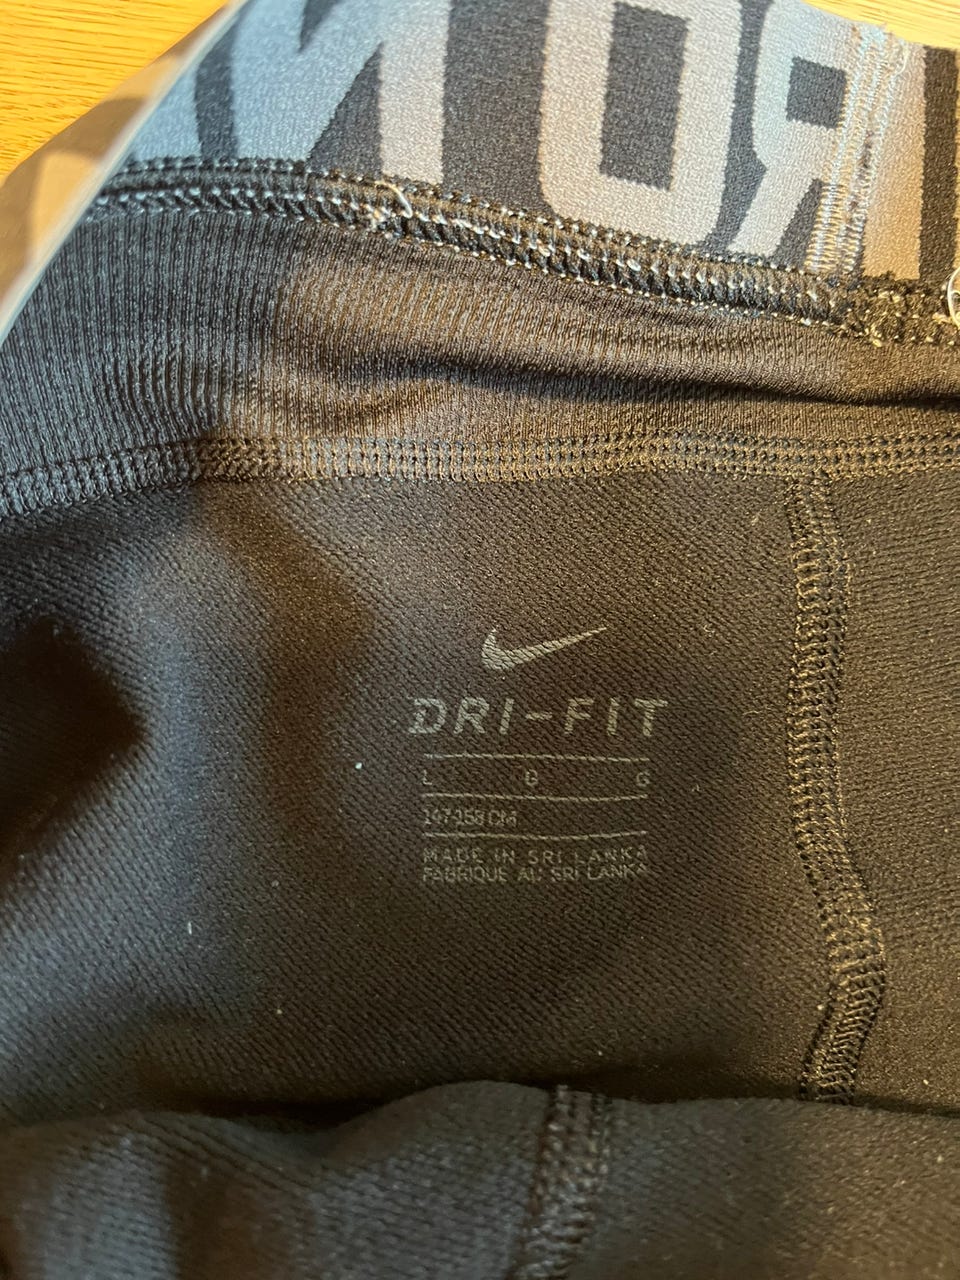 DRI-FIT
L G G
147-158 CM
MADE IN SRI LANKA
FABRIQUE AU SRI LANKA